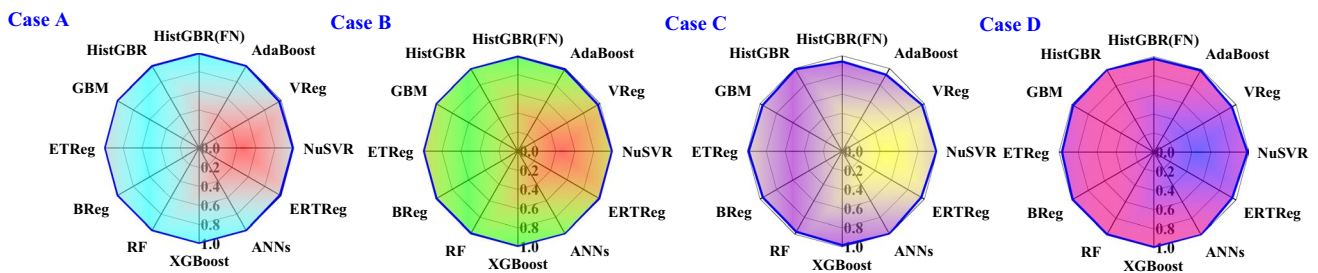 Case A
HistGBR(FN)
HistGBR
AdaBoost
GBM
VReg
ETReg
NuSVR
BReg
ERTReg
RF
ANNs
XGBoost
0.0
0.2
0.4
0.6
0.8
1.0
Case B
HistGBR(FN)
HistGBR
AdaBoost
GBM
VReg
ETReg
NuSVR
BReg
ERTReg
RF
ANNs
XGBoost
0.0
0.2
0.4
0.6
0.8
1.0
Case C
HistGBR(FN)
HistGBR
AdaBoost
GBM
VReg
ETReg
NuSVR
BReg
ERTReg
RF
ANNs
XGBoost
0.0
0.2
0.4
0.6
0.8
1.0
Case D
HistGBR(FN)
HistGBR
AdaBoost
GBM
VReg
ETReg
NuSVR
BReg
ERTReg
RF
ANNs
XGBoost
0.0
0.2
0.4
0.6
0.8
1.0